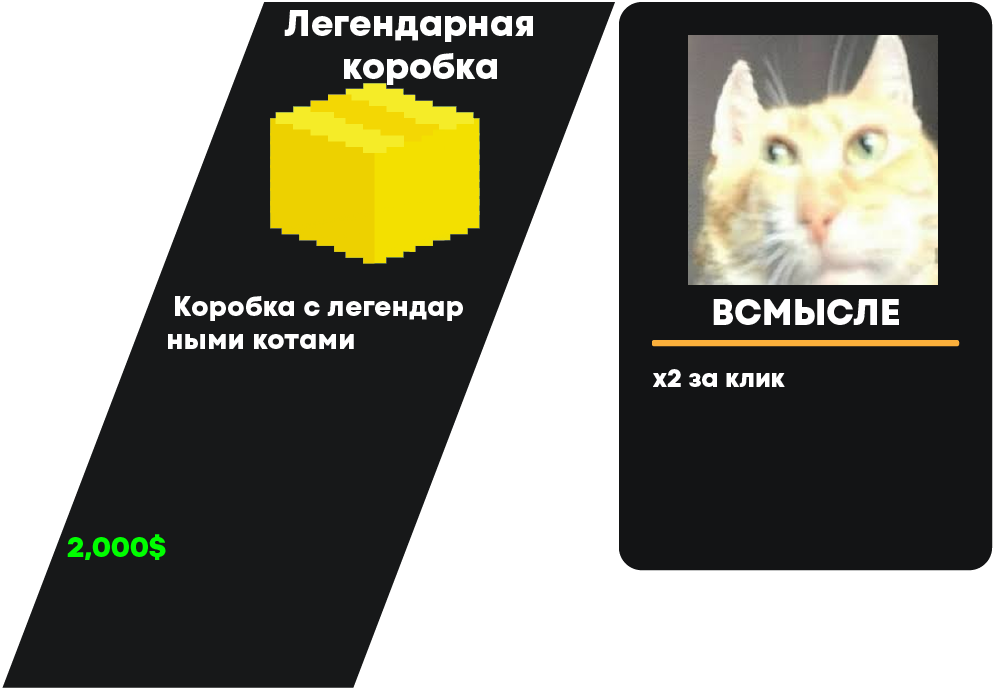 Легендарная
коробка
Коробка с легендар
ными котами
2,000$
ВСМЫСЛЕ
x2 за клик